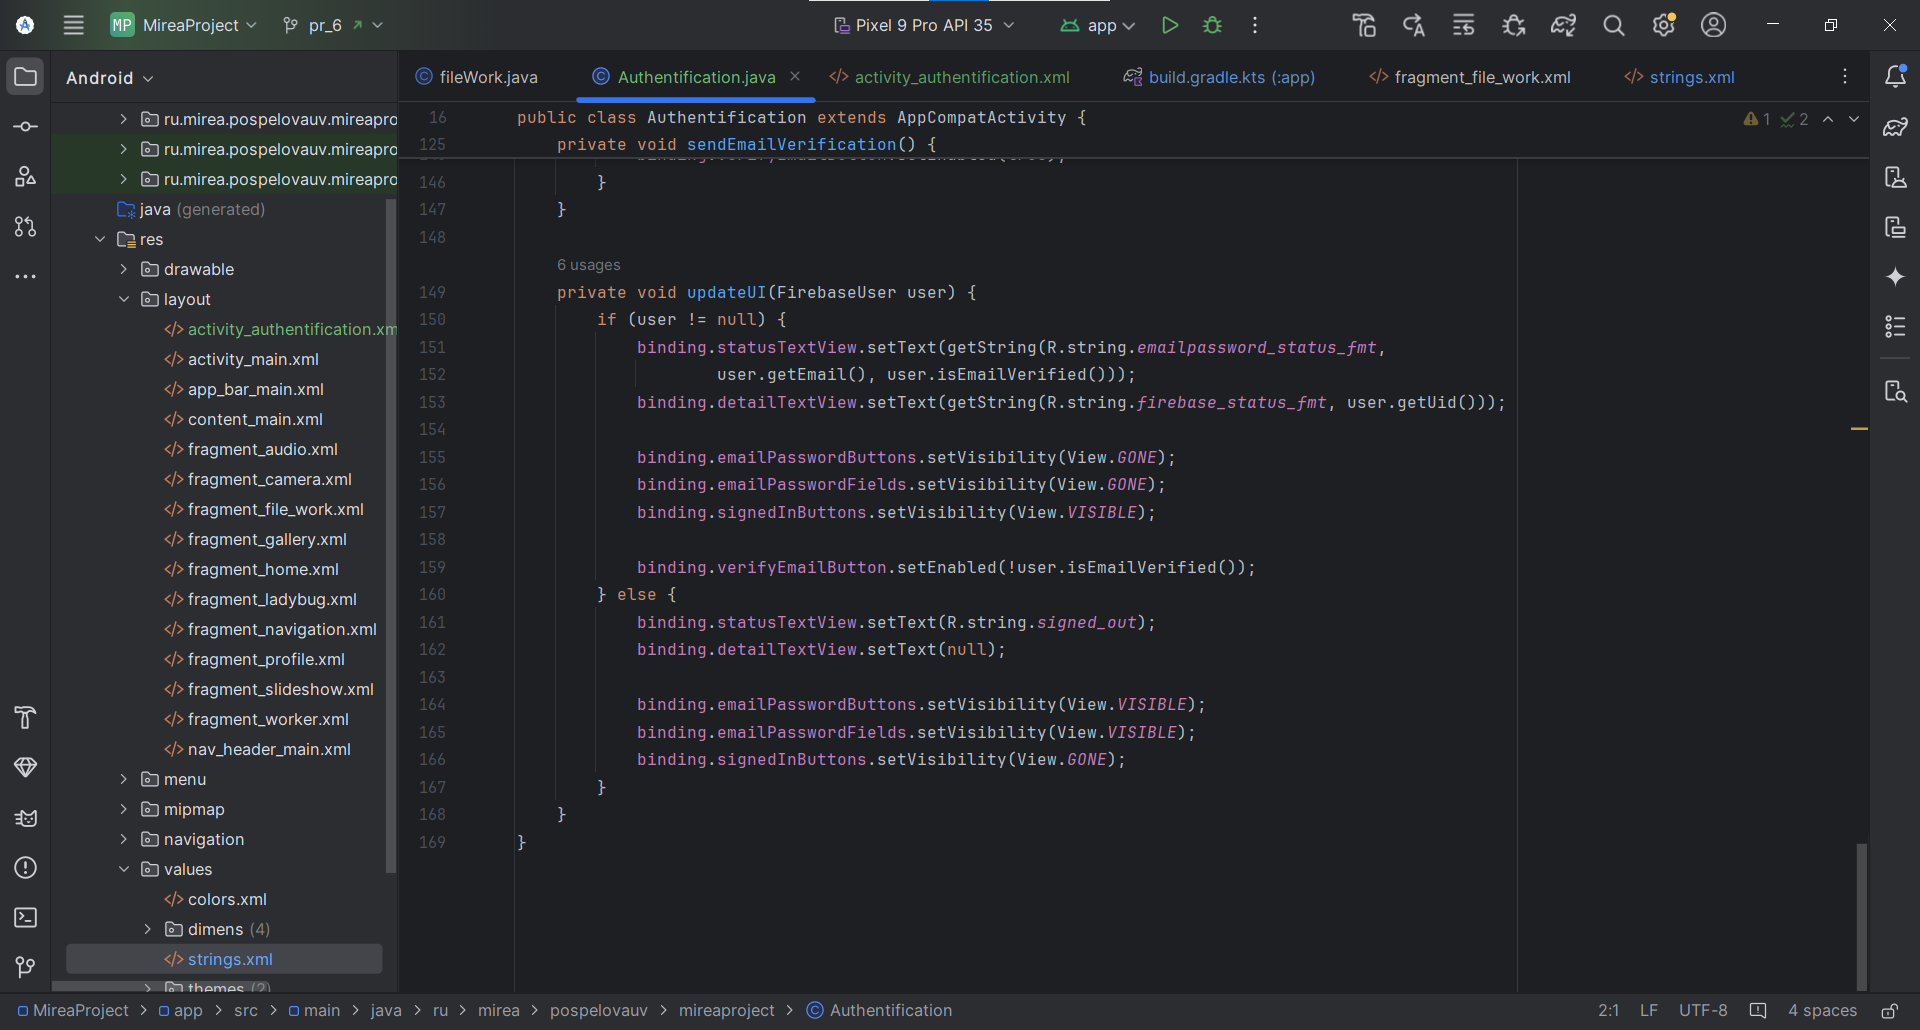 MP MireaProject pr_6 Pixel 9 Pro API 35 app
Android
ru.mirea.pospelovauv.mireapro
ru.mirea.pospelovauv.mireapro
ru.mirea.pospelovauv.mireapro
java (generated)
res
drawable
layout
activity_authentification.xm
activity_main.xml
app_bar_main.xml
content_main.xml
fragment_audio.xml
fragment_camera.xml
fragment_file_work.xml
fragment_gallery.xml
fragment_home.xml
fragment_ladybug.xml
fragment_navigation.xml
fragment_profile.xml
fragment_slideshow.xml
fragment_worker.xml
nav_header_main.xml
menu
mipmap
navigation
values
colors.xml
dimens (4)
strings.xml
themes (2)
fileWork.java Authentification.java activity_authentification.xml build.gradle.kts (:app) fragment_file_work.xml strings.xml
1 2
16 public class Authentification extends AppCompatActivity {
125 private void sendEmailVerification() {
146 }
147 }
148
6 usages
149 private void updateUI(FirebaseUser user) {
150 if (user != null) {
151 binding.statusTextView.setText(getString(R.string.emailpassword_status_fmt,
152 user.getEmail(), user.isEmailVerified()));
153 binding.detailTextView.setText(getString(R.string.firebase_status_fmt, user.getUid()));
154
155 binding.emailPasswordButtons.setVisibility(View.GONE);
156 binding.emailPasswordFields.setVisibility(View.GONE);
157 binding.signedInButtons.setVisibility(View.VISIBLE);
158
159 binding.verifyEmailButton.setEnabled(!user.isEmailVerified());
160 } else {
161 binding.statusTextView.setText(R.string.signed_out);
162 binding.detailTextView.setText(null);
163
164 binding.emailPasswordButtons.setVisibility(View.VISIBLE);
165 binding.emailPasswordFields.setVisibility(View.VISIBLE);
166 binding.signedInButtons.setVisibility(View.GONE);
167 }
168 }
169 }
MireaProject > app > src > main > java > ru > mirea > pospelovauv > mireaproject > Authentification
2:1 LF UTF-8 4 spaces